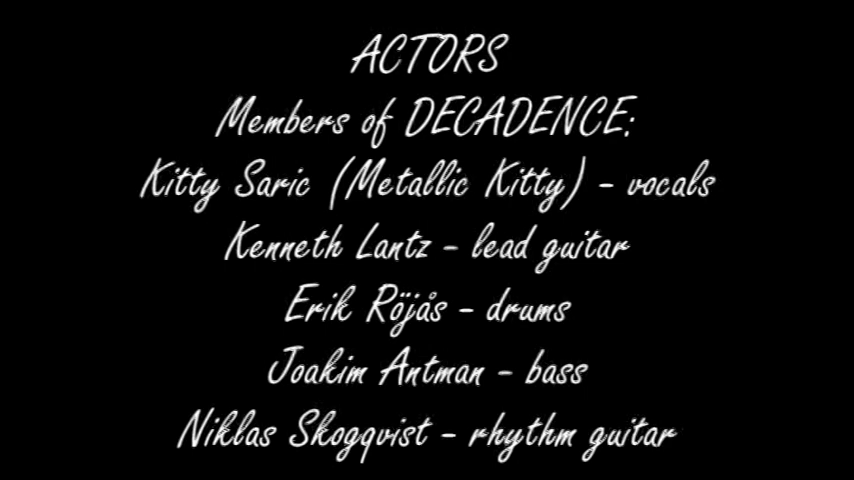 ACTORS
Members of DECADENCE:
Kitty Saric (Metallic Kitty) - vocals
Kenneth Lantz - lead guitar
Erik Röjås - drums
Joakim Antman - bass
Niklas Skogqvist - rhythm guitar